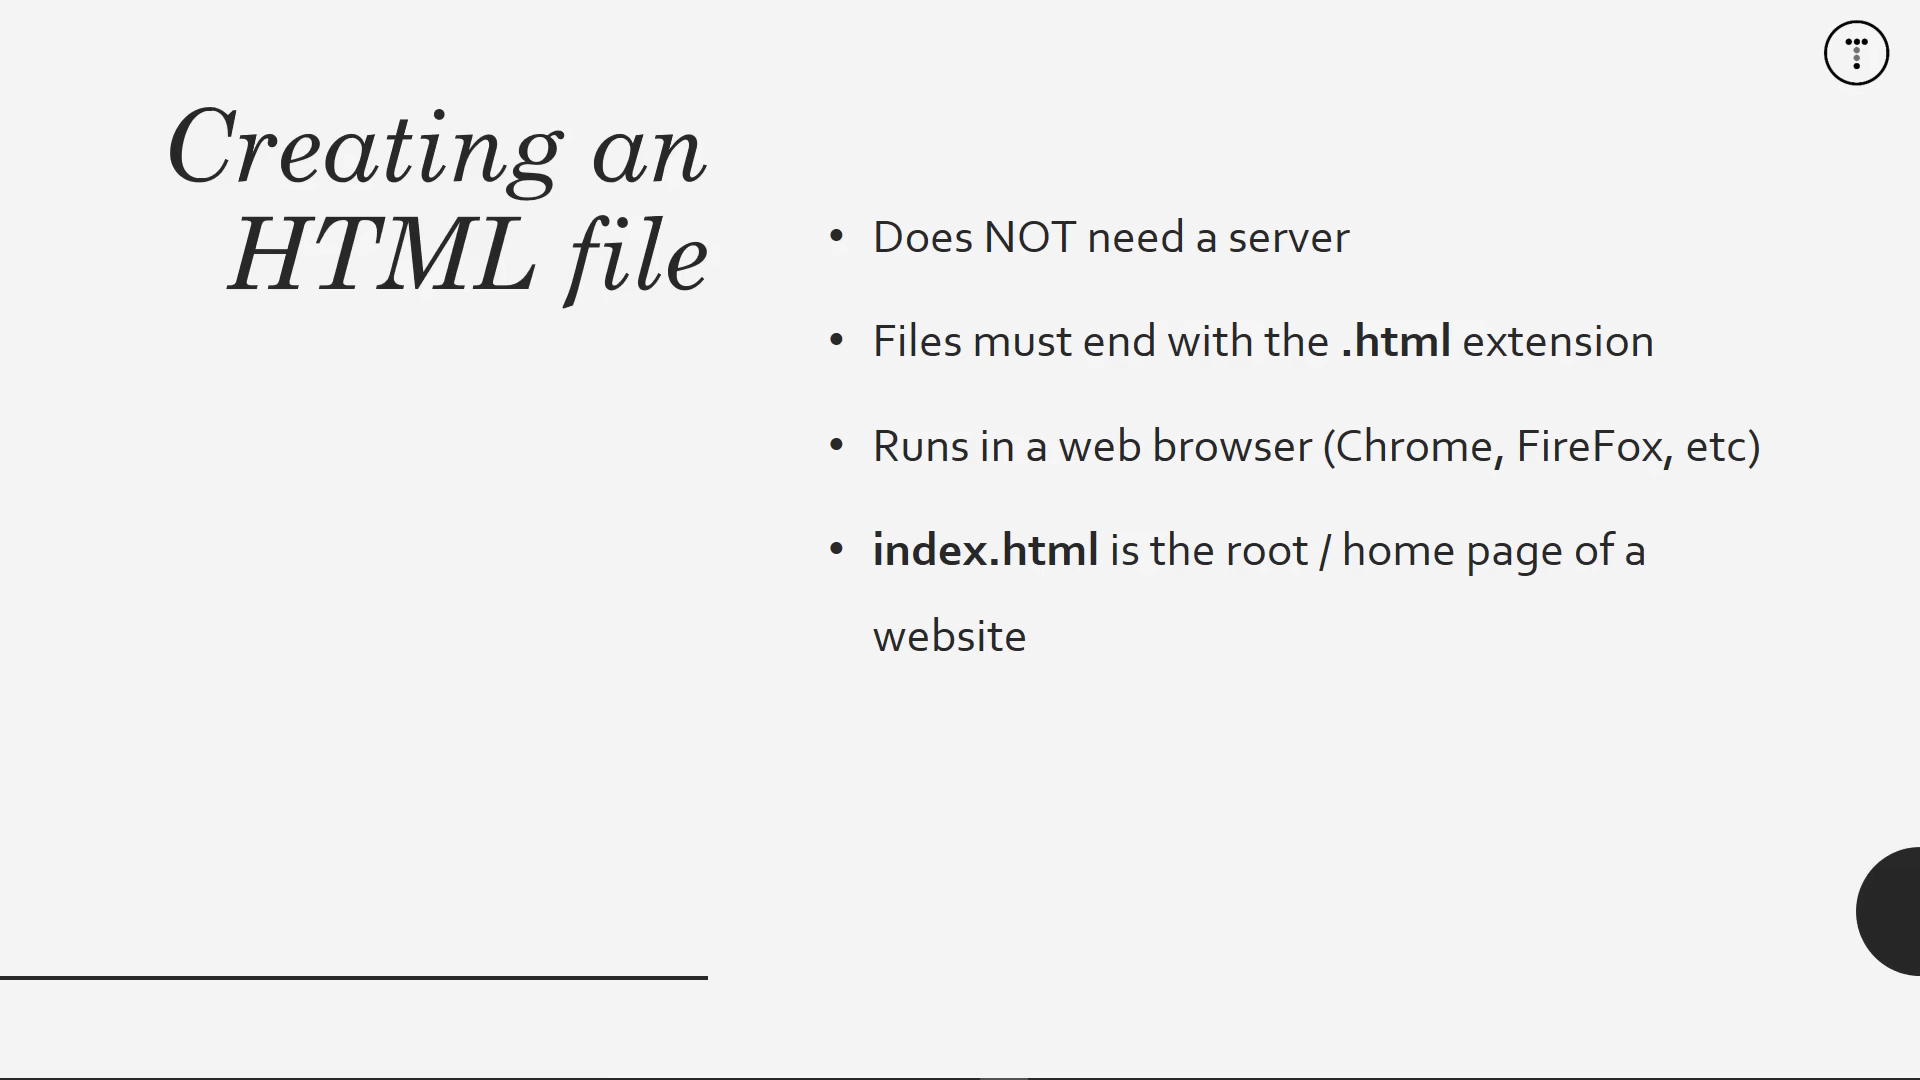 Creating an
HTML file
• Does NOT need a server
• Files must end with the .html extension
• Runs in a web browser (Chrome, FireFox, etc)
• index.html is the root / home page of a
website